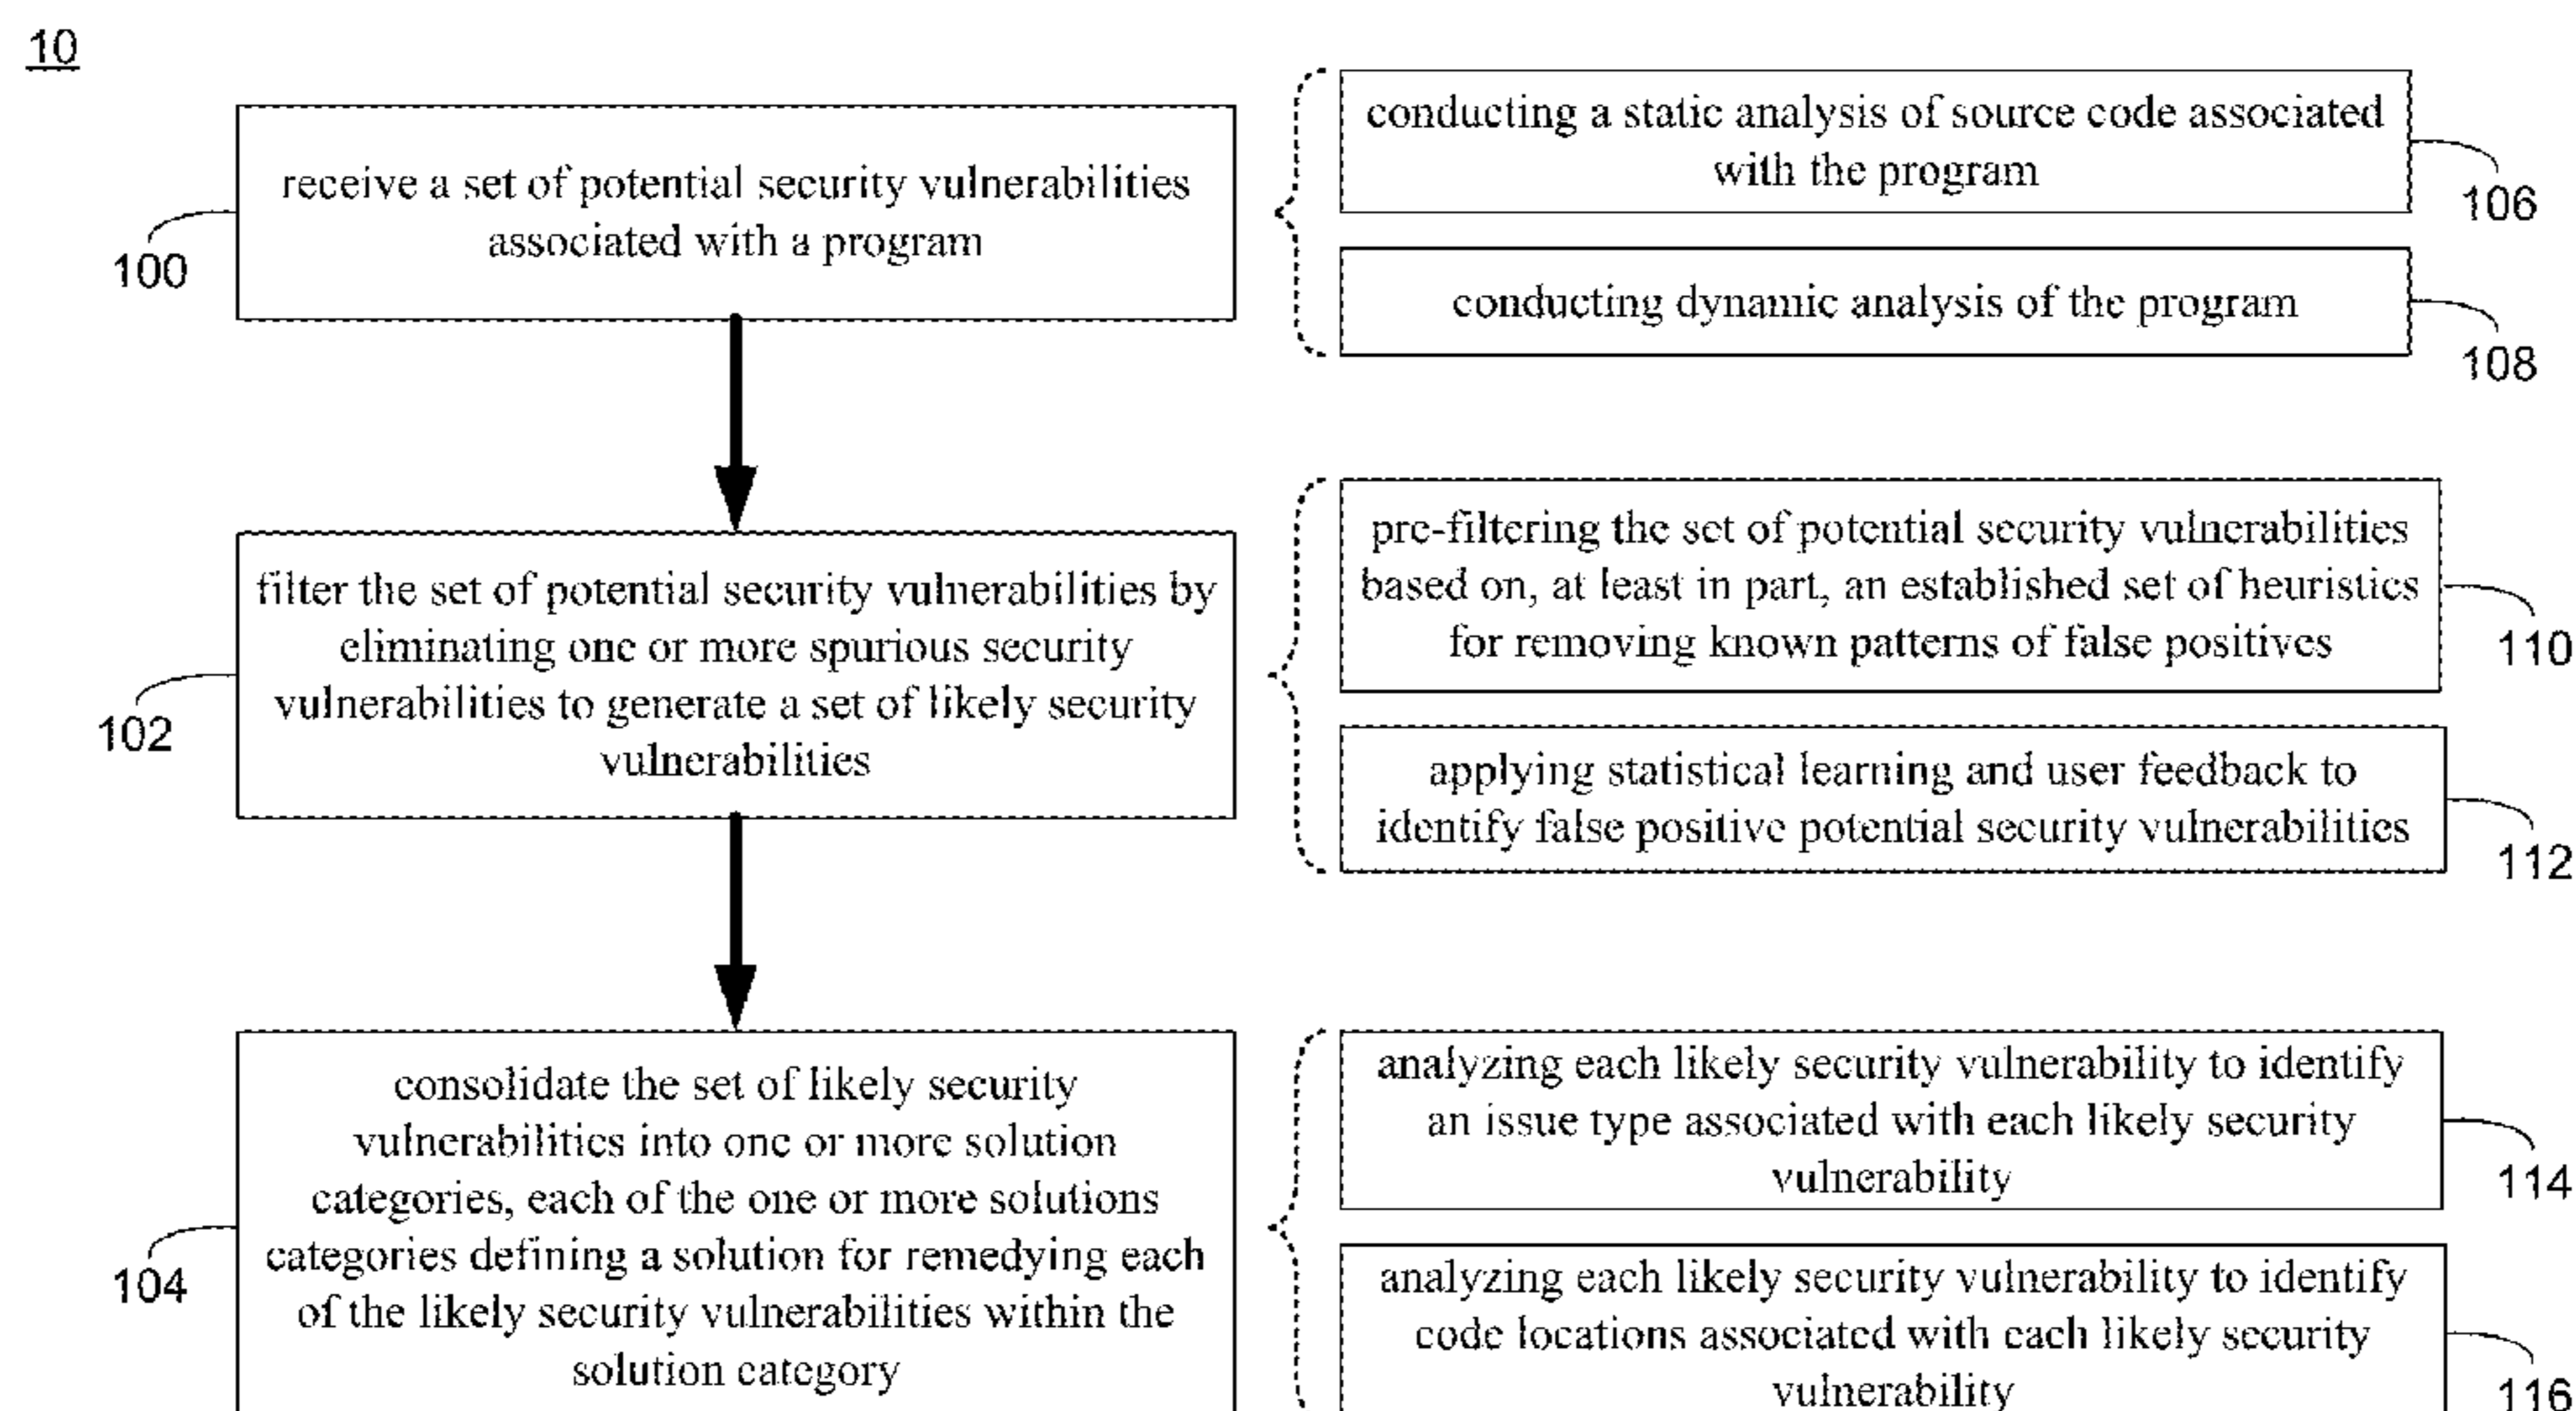 10
receive a set of potential security vulnerabilities
associated with a program
100
conducting a static analysis of source code associated
with the program
106
conducting dynamic analysis of the program
108
filter the set of potential security vulnerabilities by
eliminating one or more spurious security
vulnerabilities to generate a set of likely security
vulnerabilities
102
pre-filtering the set of potential security vulnerabilities
based on, at least in part, an established set of heuristics
for removing known patterns of false positives
110
applying statistical learning and user feedback to
identify false positive potential security vulnerabilities
112
consolidate the set of likely security
vulnerabilities into one or more solution
categories, each of the one or more solutions
categories defining a solution for remedying each
of the likely security vulnerabilities within the
solution category
104
analyzing each likely security vulnerability to identify
an issue type associated with each likely security
vulnerability
114
analyzing each likely security vulnerability to identify
code locations associated with each likely security
vulnerability
116